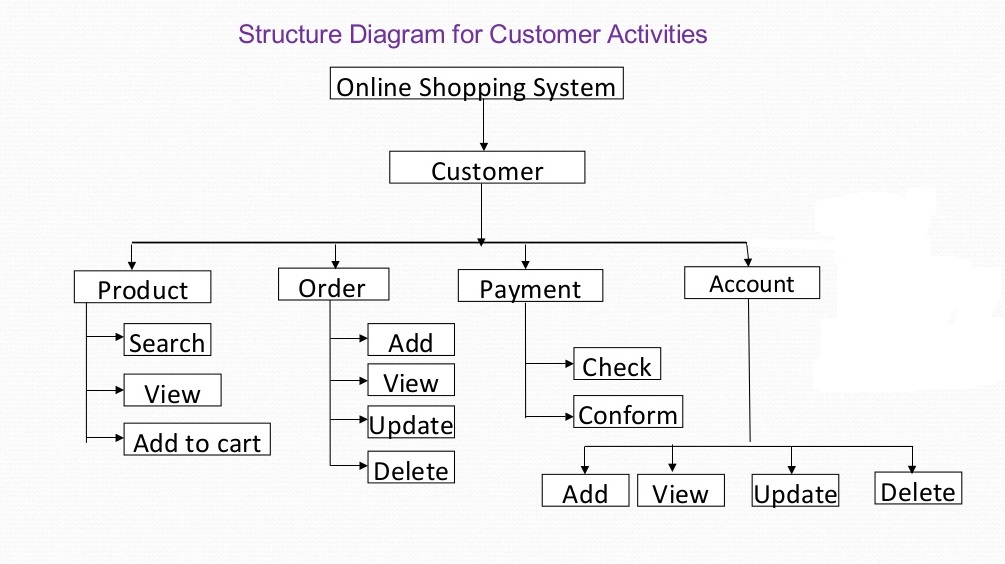 Structure Diagram for Customer Activities
Online Shopping System
Customer
Product
Order
Payment
Account
Search
View
Add to cart
Add
View
Update
Delete
Check
Conform
Add
View
Update
Delete